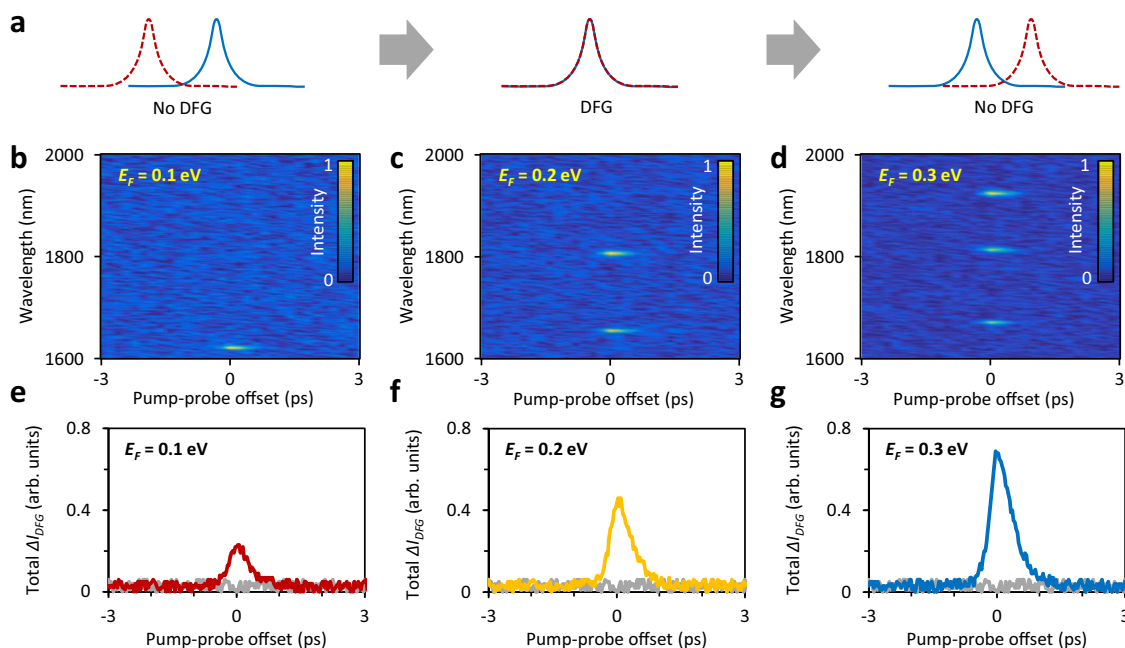 a
No DFG
DFG
No DFG
b
c
d
2000
1800
1600
Wavelength (nm)
E_F = 0.1 eV
1
Intensity
0
-3
0
3
Pump-probe offset (ps)
2000
1800
1600
Wavelength (nm)
E_F = 0.2 eV
1
Intensity
0
-3
0
3
Pump-probe offset (ps)
2000
1800
1600
Wavelength (nm)
E_F = 0.3 eV
1
Intensity
0
-3
0
3
Pump-probe offset (ps)
e
f
g
0.8
0.4
0
Total ΔI_DFG (arb. units)
E_F = 0.1 eV
-3
0
3
Pump-probe offset (ps)
0.8
0.4
0
Total ΔI_DFG (arb. units)
E_F = 0.2 eV
-3
0
3
Pump-probe offset (ps)
0.8
0.4
0
Total ΔI_DFG (arb. units)
E_F = 0.3 eV
-3
0
3
Pump-probe offset (ps)